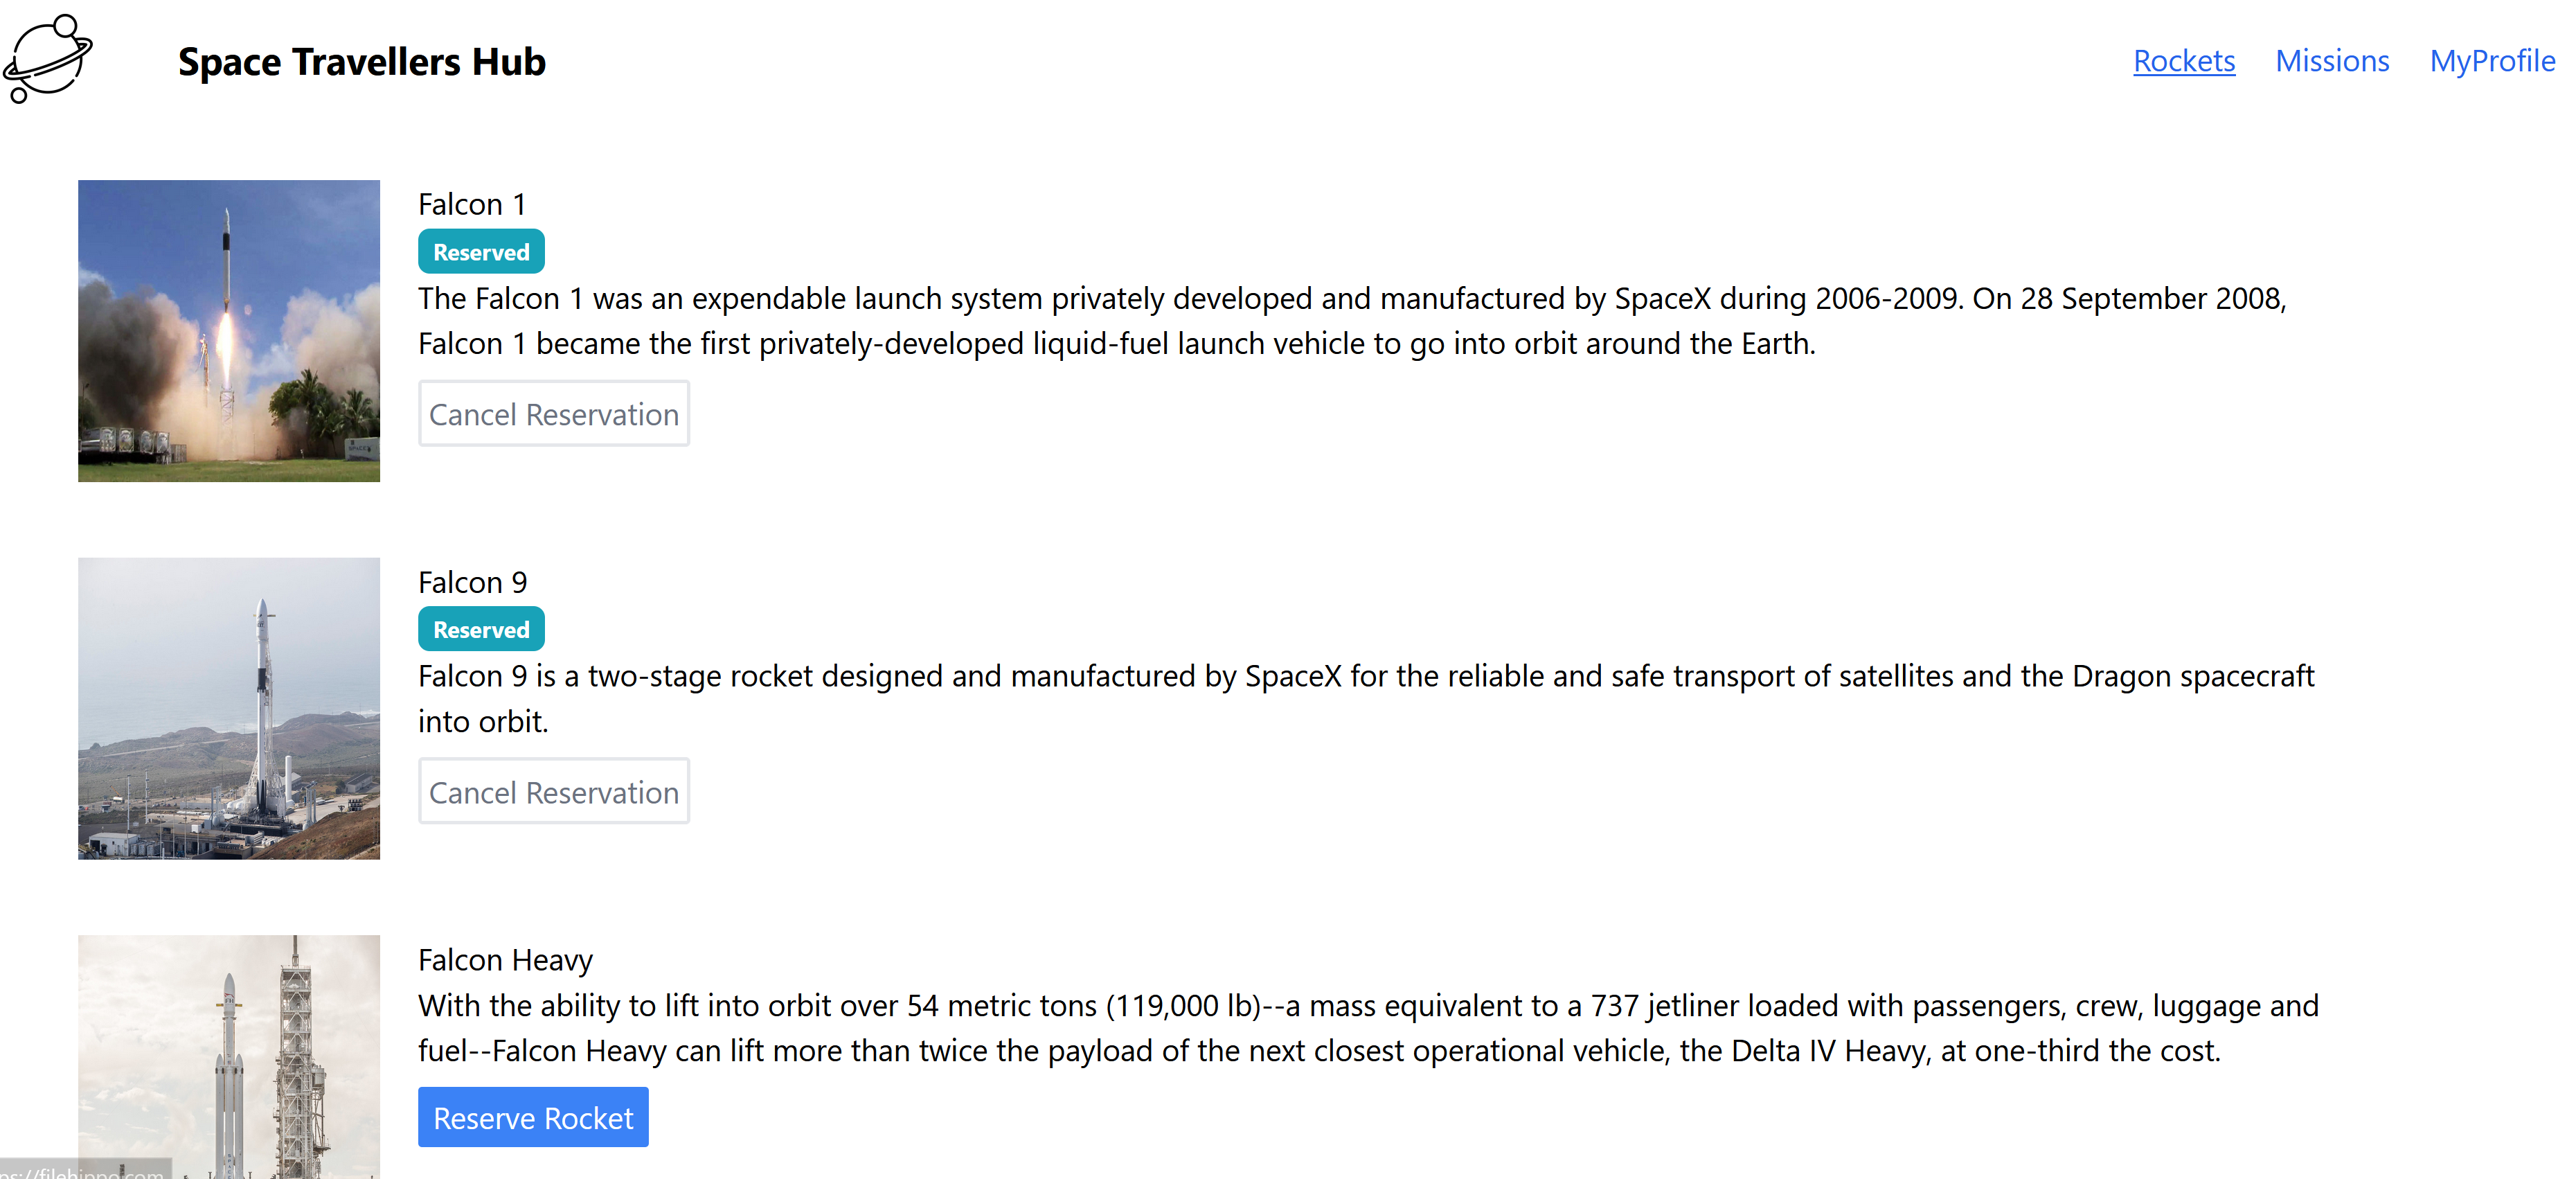 Space Travellers Hub
Rockets Missions MyProfile
Falcon 1
Reserved
The Falcon 1 was an expendable launch system privately developed and manufactured by SpaceX during 2006-2009. On 28 September 2008,
Falcon 1 became the first privately-developed liquid-fuel launch vehicle to go into orbit around the Earth.
Cancel Reservation
Falcon 9
Reserved
Falcon 9 is a two-stage rocket designed and manufactured by SpaceX for the reliable and safe transport of satellites and the Dragon spacecraft
into orbit.
Cancel Reservation
Falcon Heavy
With the ability to lift into orbit over 54 metric tons (119,000 lb)--a mass equivalent to a 737 jetliner loaded with passengers, crew, luggage and
fuel--Falcon Heavy can lift more than twice the payload of the next closest operational vehicle, the Delta IV Heavy, at one-third the cost.
Reserve Rocket
ps://filehippo.com